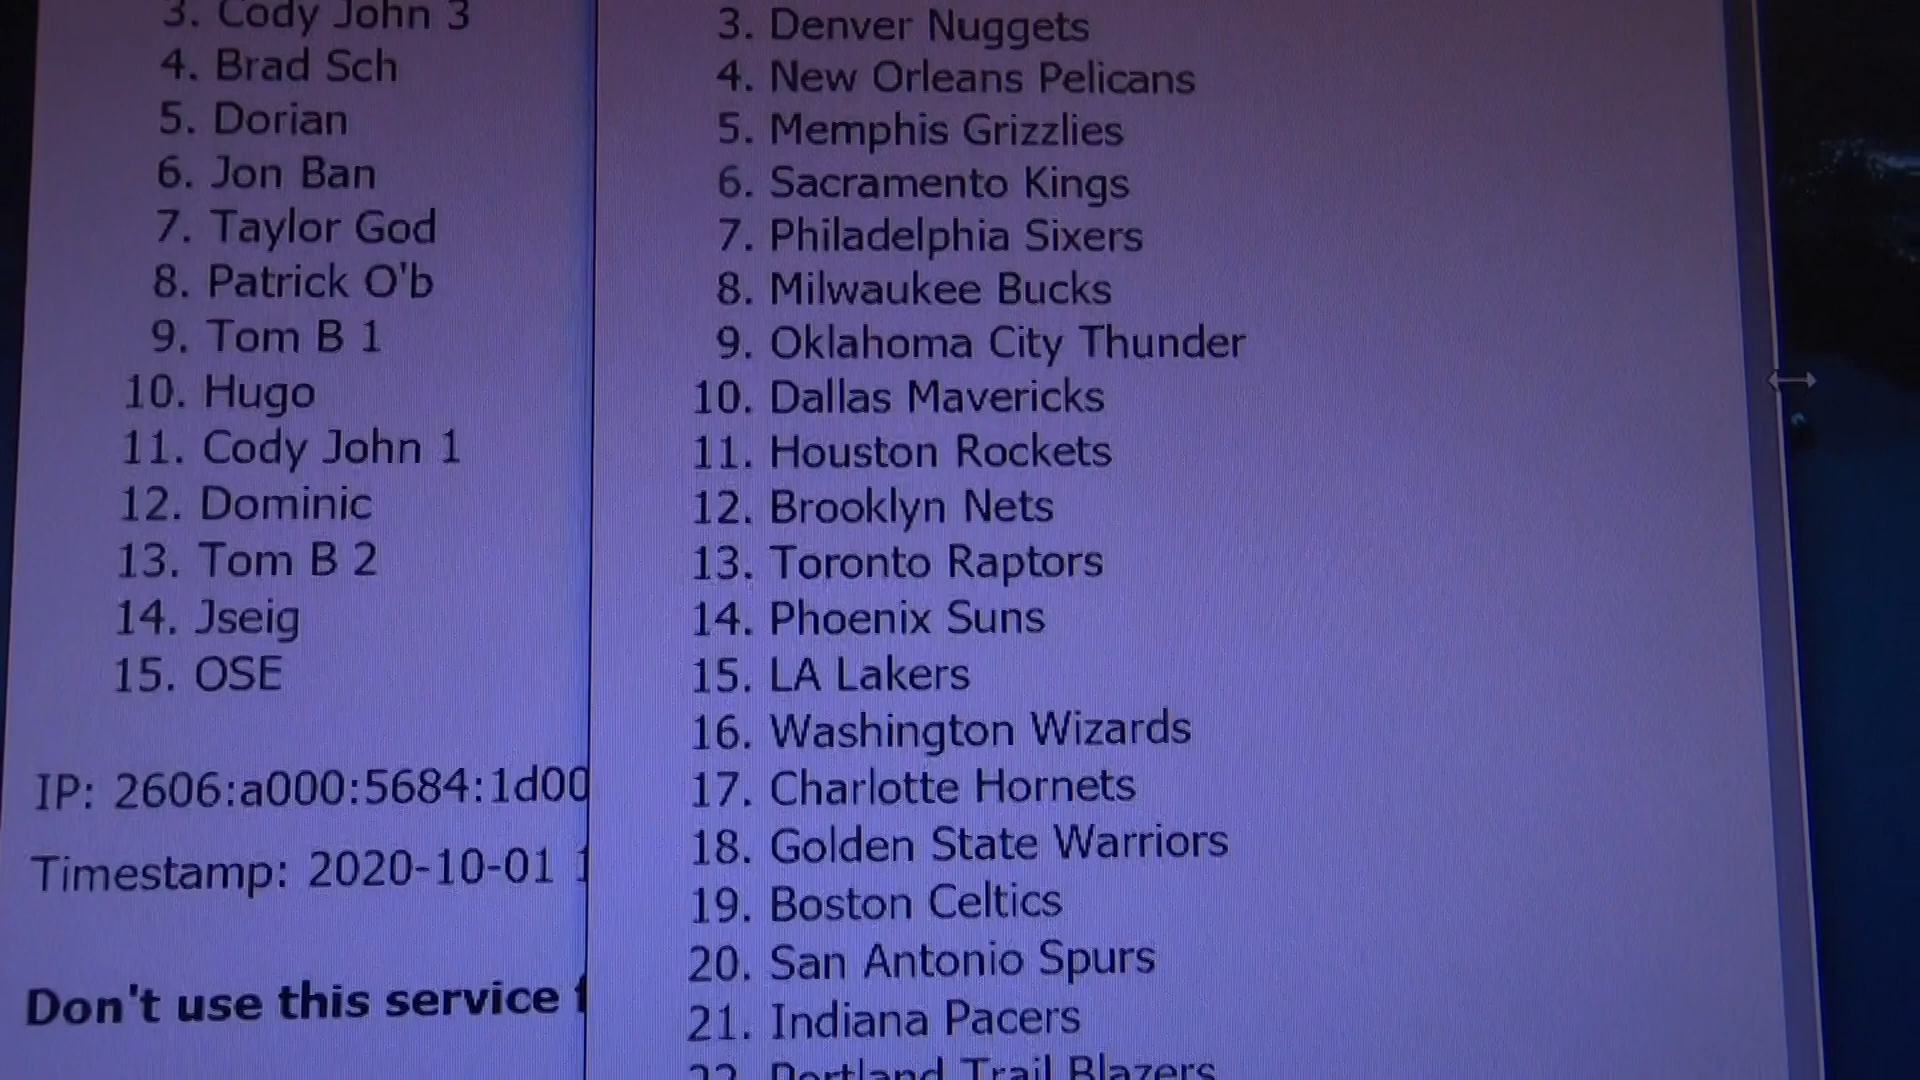 3. Cody John 3
4. Brad Sch
5. Dorian
6. Jon Ban
7. Taylor God
8. Patrick O'b
9. Tom B 1
10. Hugo
11. Cody John 1
12. Dominic
13. Tom B 2
14. Jseig
15. OSE
IP: 2606:a000:5684:1d00
Timestamp: 2020-10-01 1
Don't use this service
3. Denver Nuggets
4. New Orleans Pelicans
5. Memphis Grizzlies
6. Sacramento Kings
7. Philadelphia Sixers
8. Milwaukee Bucks
9. Oklahoma City Thunder
10. Dallas Mavericks
11. Houston Rockets
12. Brooklyn Nets
13. Toronto Raptors
14. Phoenix Suns
15. LA Lakers
16. Washington Wizards
17. Charlotte Hornets
18. Golden State Warriors
19. Boston Celtics
20. San Antonio Spurs
21. Indiana Pacers
22. Portland Trail Blazers